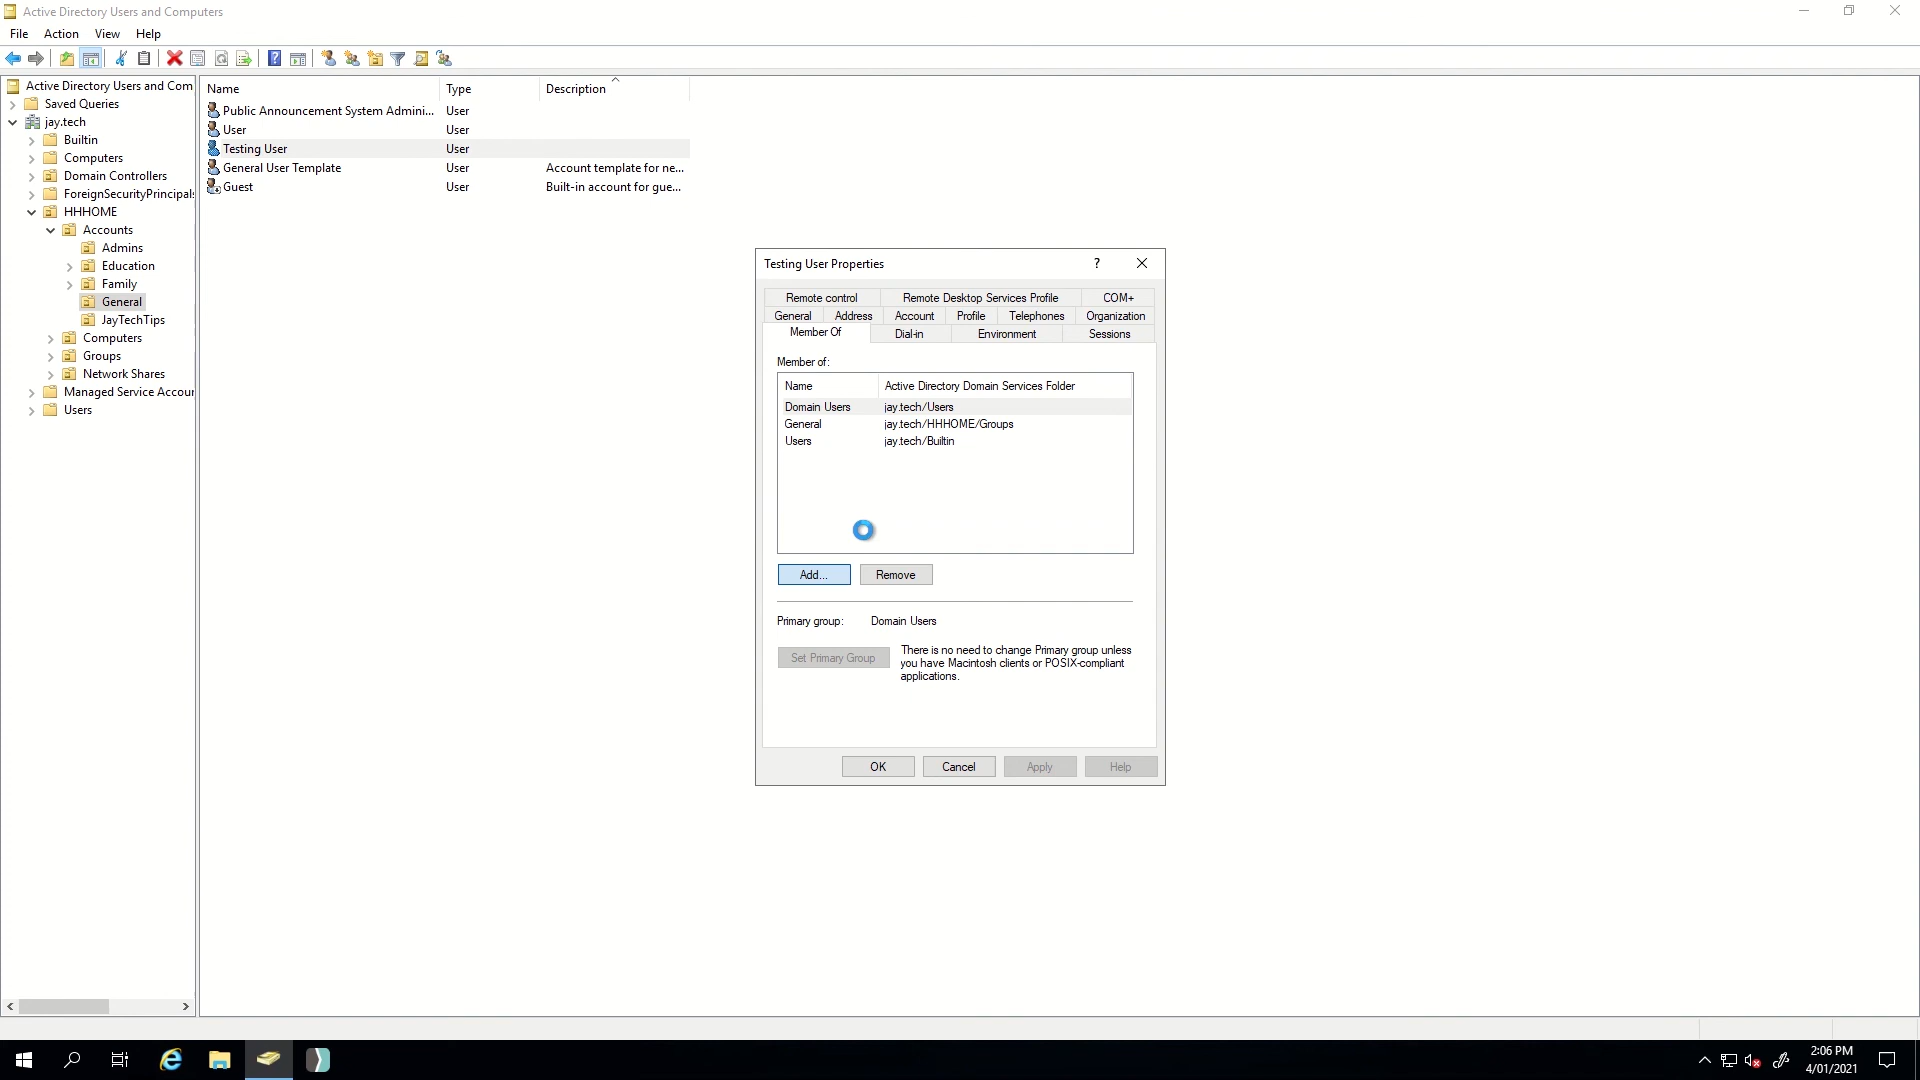 Active Directory Users and Computers
File Action View Help
Active Directory Users and Com
Saved Queries
jay.tech
Builtin
Computers
Domain Controllers
ForeignSecurityPrincipals
HHHOME
Accounts
Admins
Education
Family
General
JayTechTips
Computers
Groups
Network Shares
Managed Service Accour
Users
Name Type Description
Public Announcement System Admini... User
User User
Testing User User
General User Template User Account template for ne...
Guest User Built-in account for gue...
Testing User Properties
Remote control Remote Desktop Services Profile COM+
General Address Account Profile Telephones Organization
Member Of Dial-in Environment Sessions
Member of:
Name Active Directory Domain Services Folder
Domain Users jay.tech/Users
General jay.tech/HHHOME/Groups
Users jay.tech/Builtin
Add... Remove
Primary group: Domain Users
Set Primary Group
There is no need to change Primary group unless
you have Macintosh clients or POSIX-compliant
applications.
OK Cancel Apply Help
2:06 PM
4/01/2021